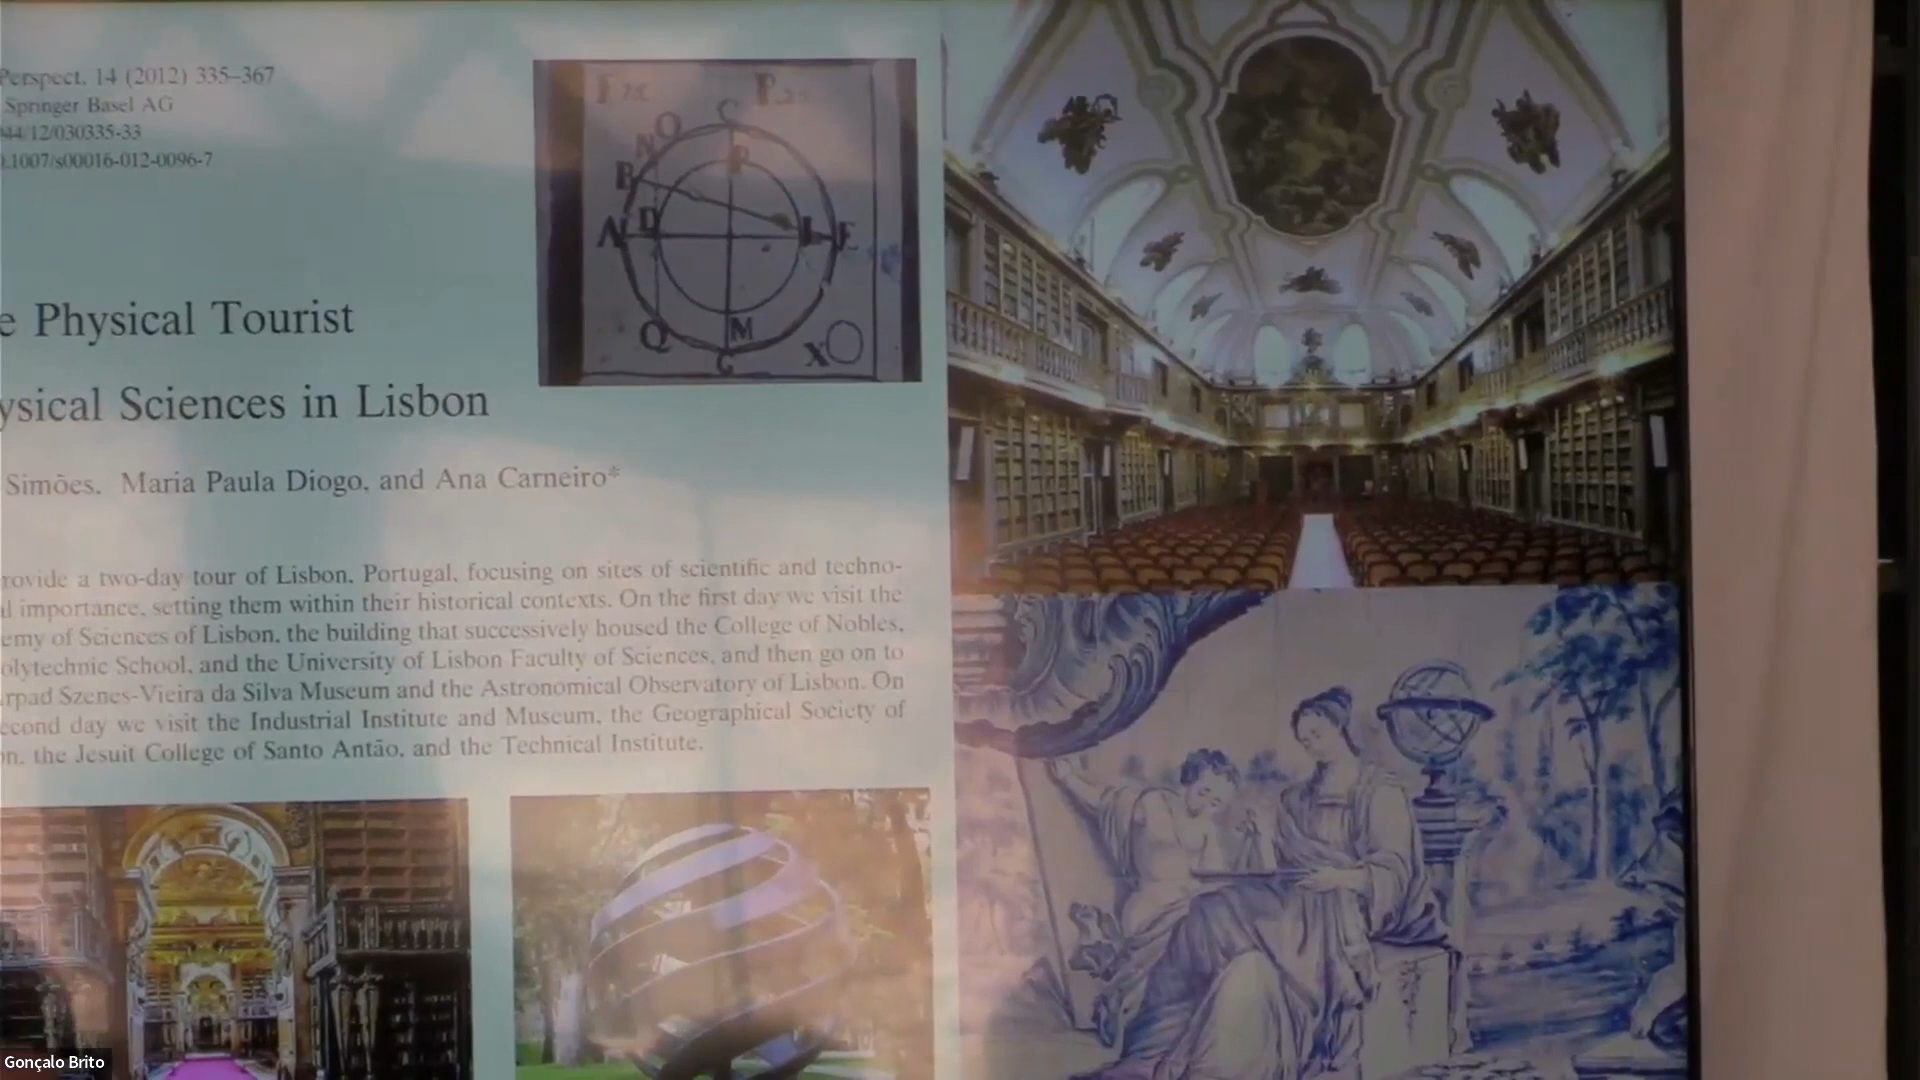 Perspect. 14 (2012) 335–367
Springer Basel AG
44/12/030335-33
.1007/s00016-012-0096-7
e Physical Tourist
ysical Sciences in Lisbon
Simões, Maria Paula Diogo, and Ana Carneiro*
rovide a two-day tour of Lisbon, Portugal, focusing on sites of scientific and techno-
l importance, setting them within their historical contexts. On the first day we visit the
emy of Sciences of Lisbon, the building that successively housed the College of Nobles,
olytechnic School, and the University of Lisbon Faculty of Sciences, and then go on to
rpad Szenes-Vieira da Silva Museum and the Astronomical Observatory of Lisbon. On
econd day we visit the Industrial Institute and Museum, the Geographical Society of
n, the Jesuit College of Santo Antão, and the Technical Institute.
C
O
N
B
A D
Q M
X
Gonçalo Brito